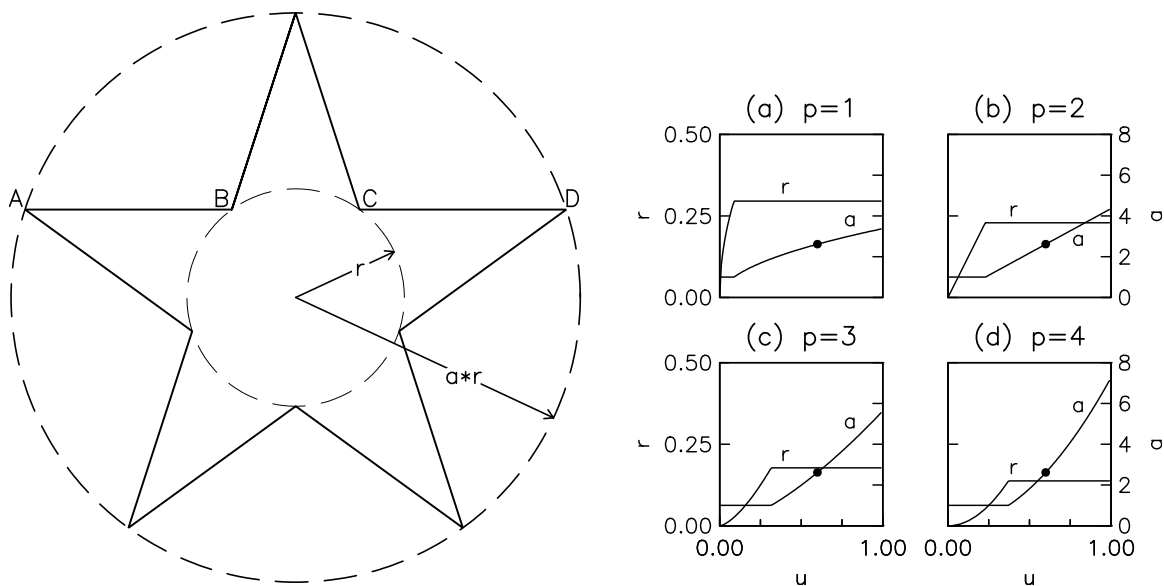 A B C D
r
a*r
(a) p=1 (b) p=2
0.50 8
r 0.25 r a 6
a r a 4 a
0.00 2
0
(c) p=3 (d) p=4
0.50 8
a a 6
r 0.25 r r 4 a
2
0.00 0
0.00 1.00 0.00 1.00
u u